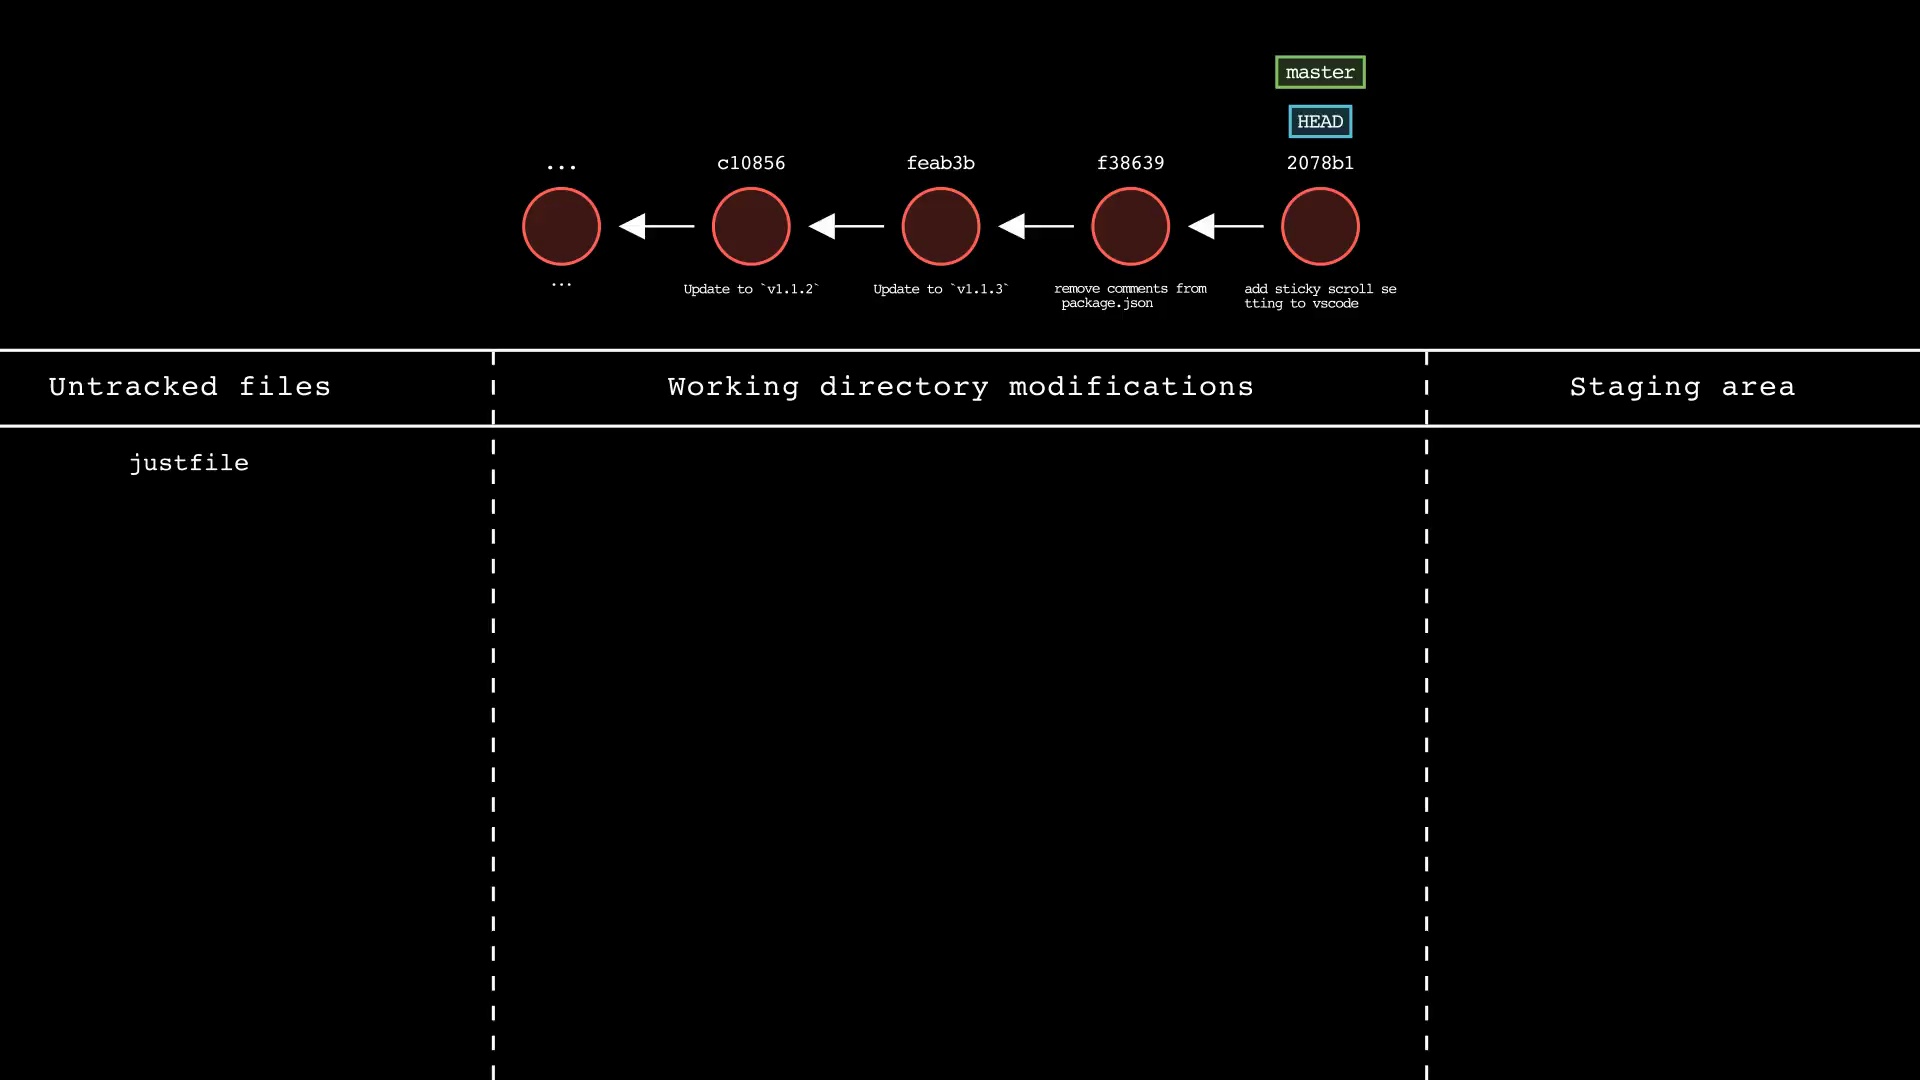 master
HEAD
... c10856 feab3b f38639 2078b1
... Update to `v1.1.2` Update to `v1.1.3` remove comments from add sticky scroll se
package.json tting to vscode
Untracked files Working directory modifications Staging area
justfile